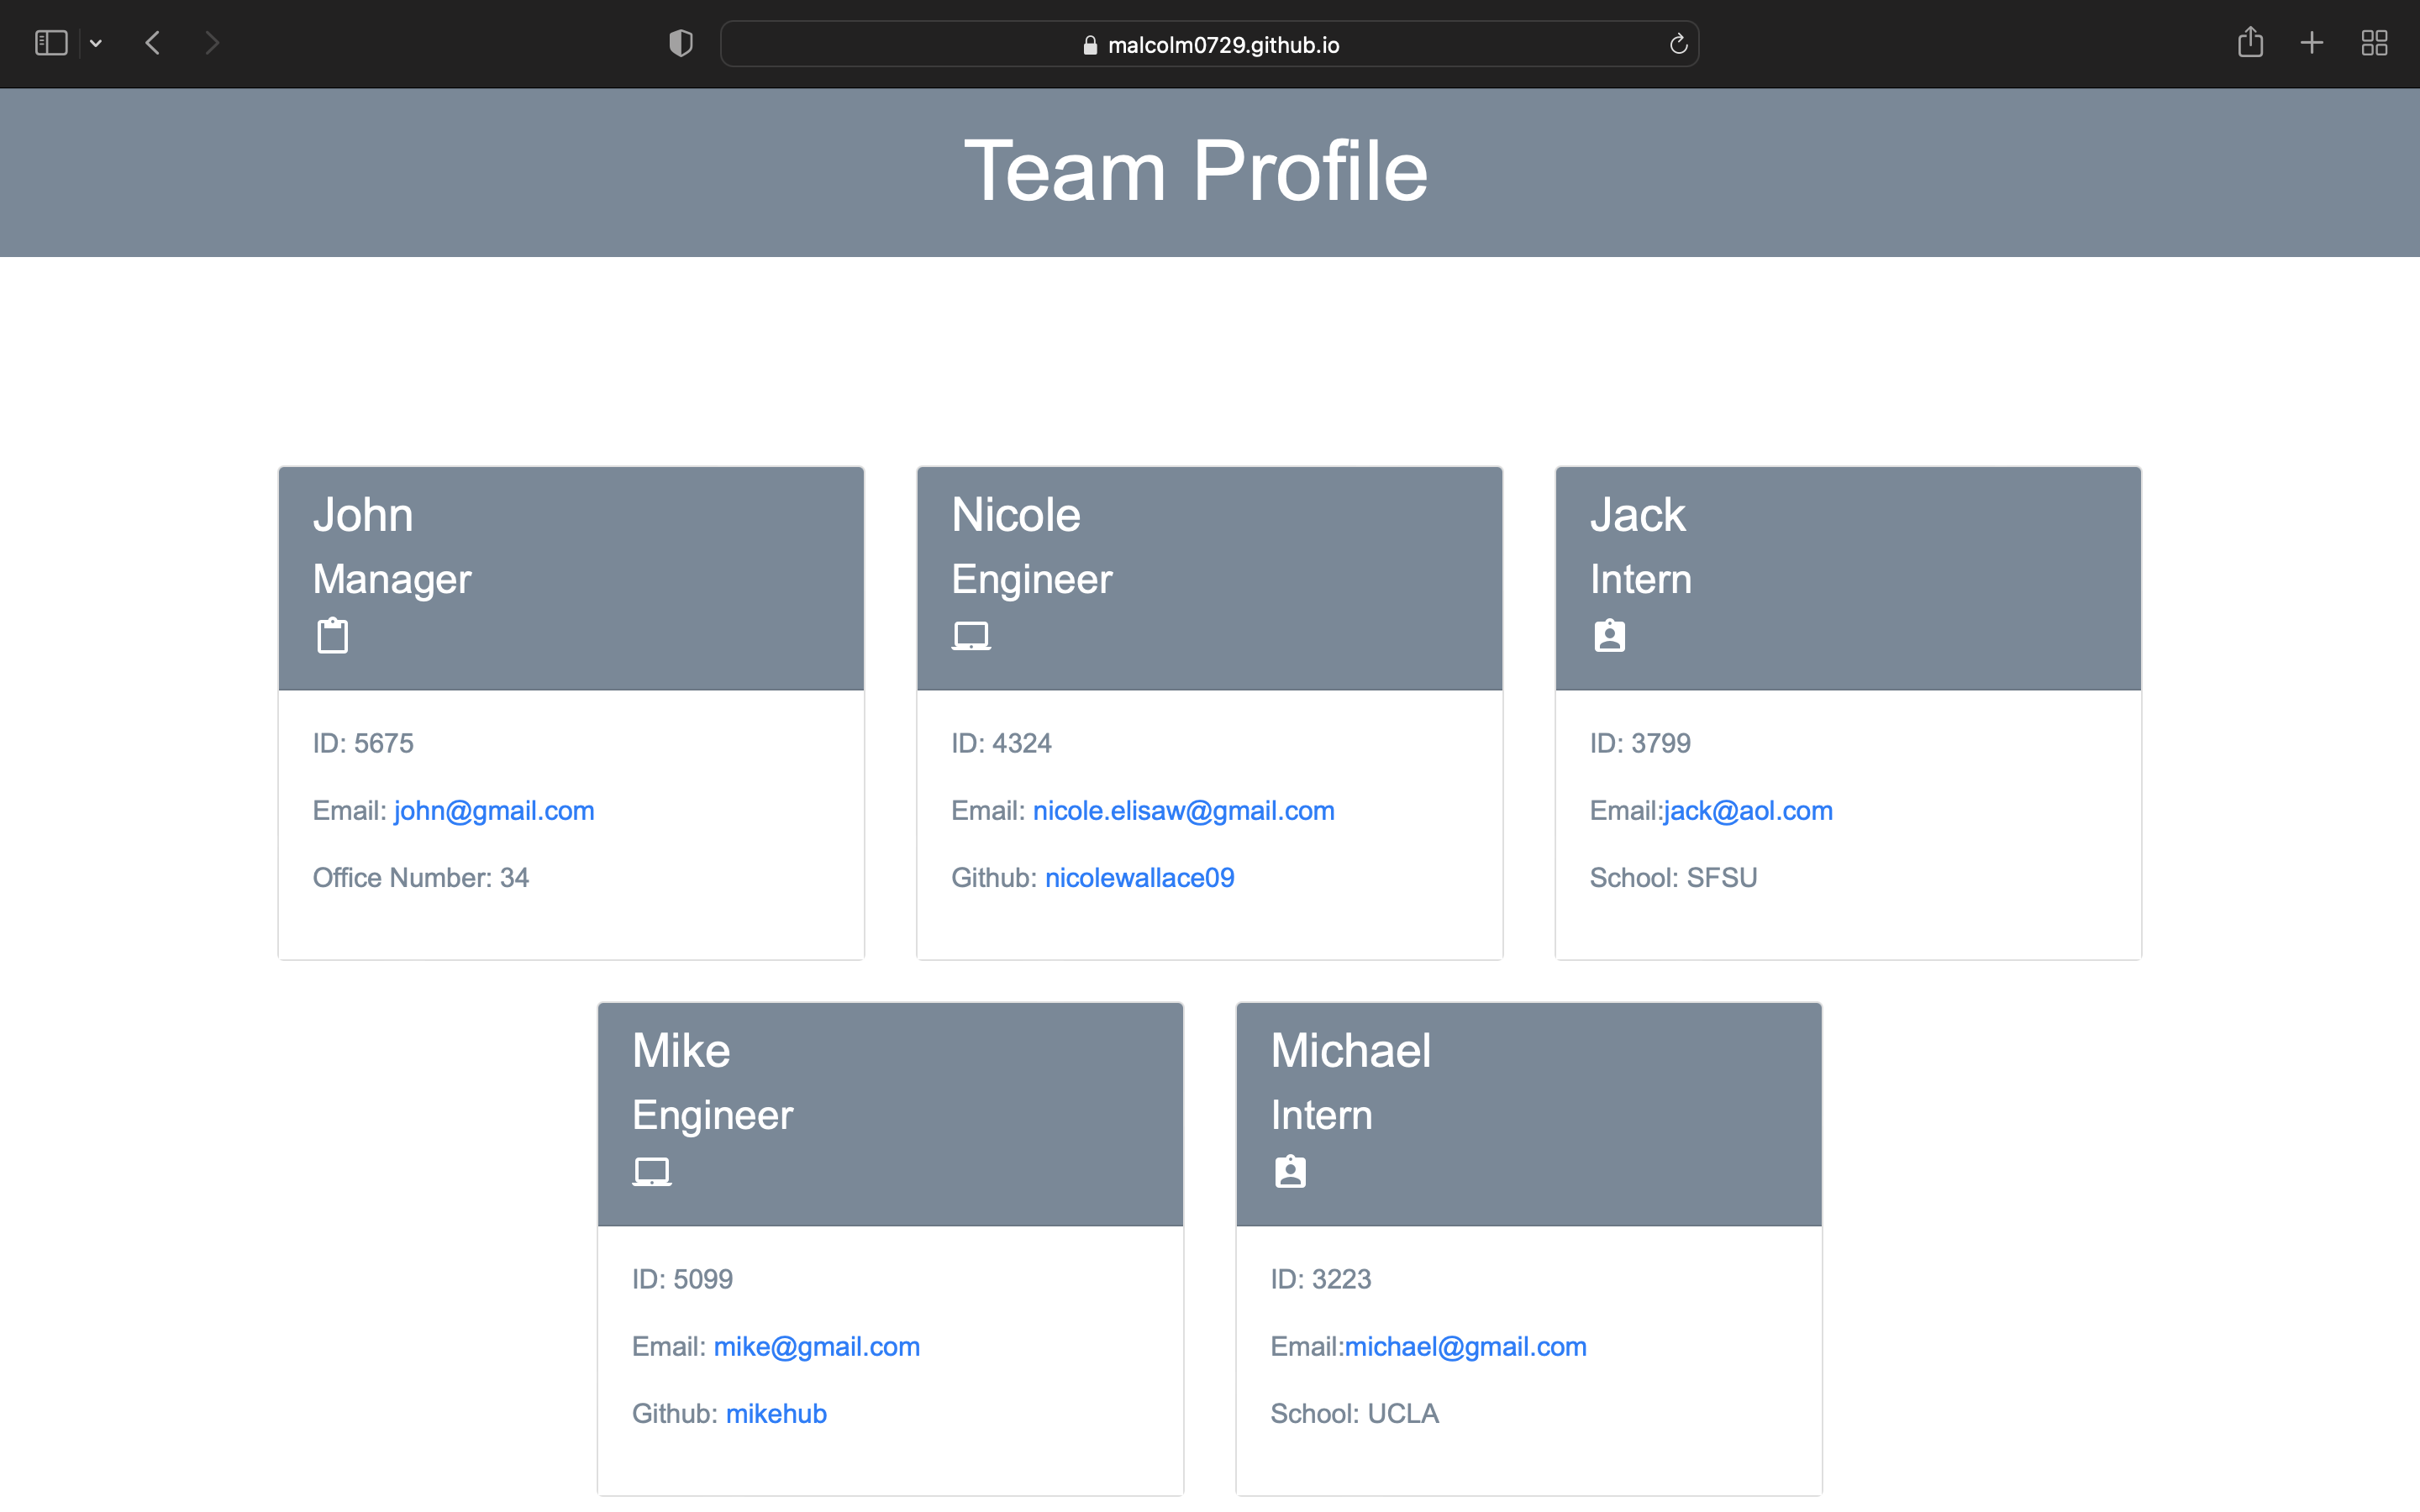 malcolm0729.github.io
Team Profile
John
Manager
ID: 5675
Email: john@gmail.com
Office Number: 34
Nicole
Engineer
ID: 4324
Email: nicole.elisaw@gmail.com
Github: nicolewallace09
Jack
Intern
ID: 3799
Email:jack@aol.com
School: SFSU
Mike
Engineer
ID: 5099
Email: mike@gmail.com
Github: mikehub
Michael
Intern
ID: 3223
Email:michael@gmail.com
School: UCLA